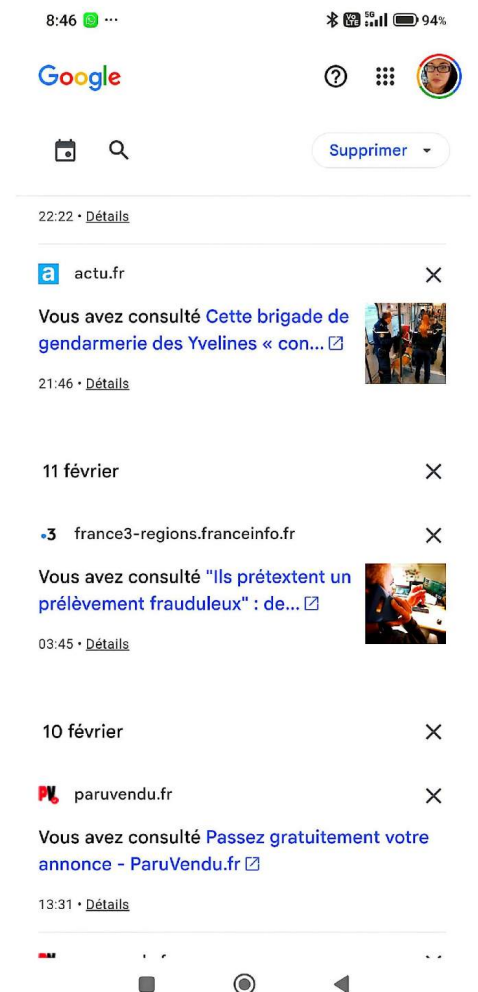 8:46 ...
Vo LTE 5G 94%
Google
Supprimer
22:22 • Détails
actu.fr
Vous avez consulté Cette brigade de
gendarmerie des Yvelines « con...
21:46 • Détails
11 février
france3-regions.franceinfo.fr
Vous avez consulté "Ils prétextent un
prélèvement frauduleux" : de...
03:45 • Détails
10 février
paruvendu.fr
Vous avez consulté Passez gratuitement votre
annonce - ParuVendu.fr
13:31 • Détails